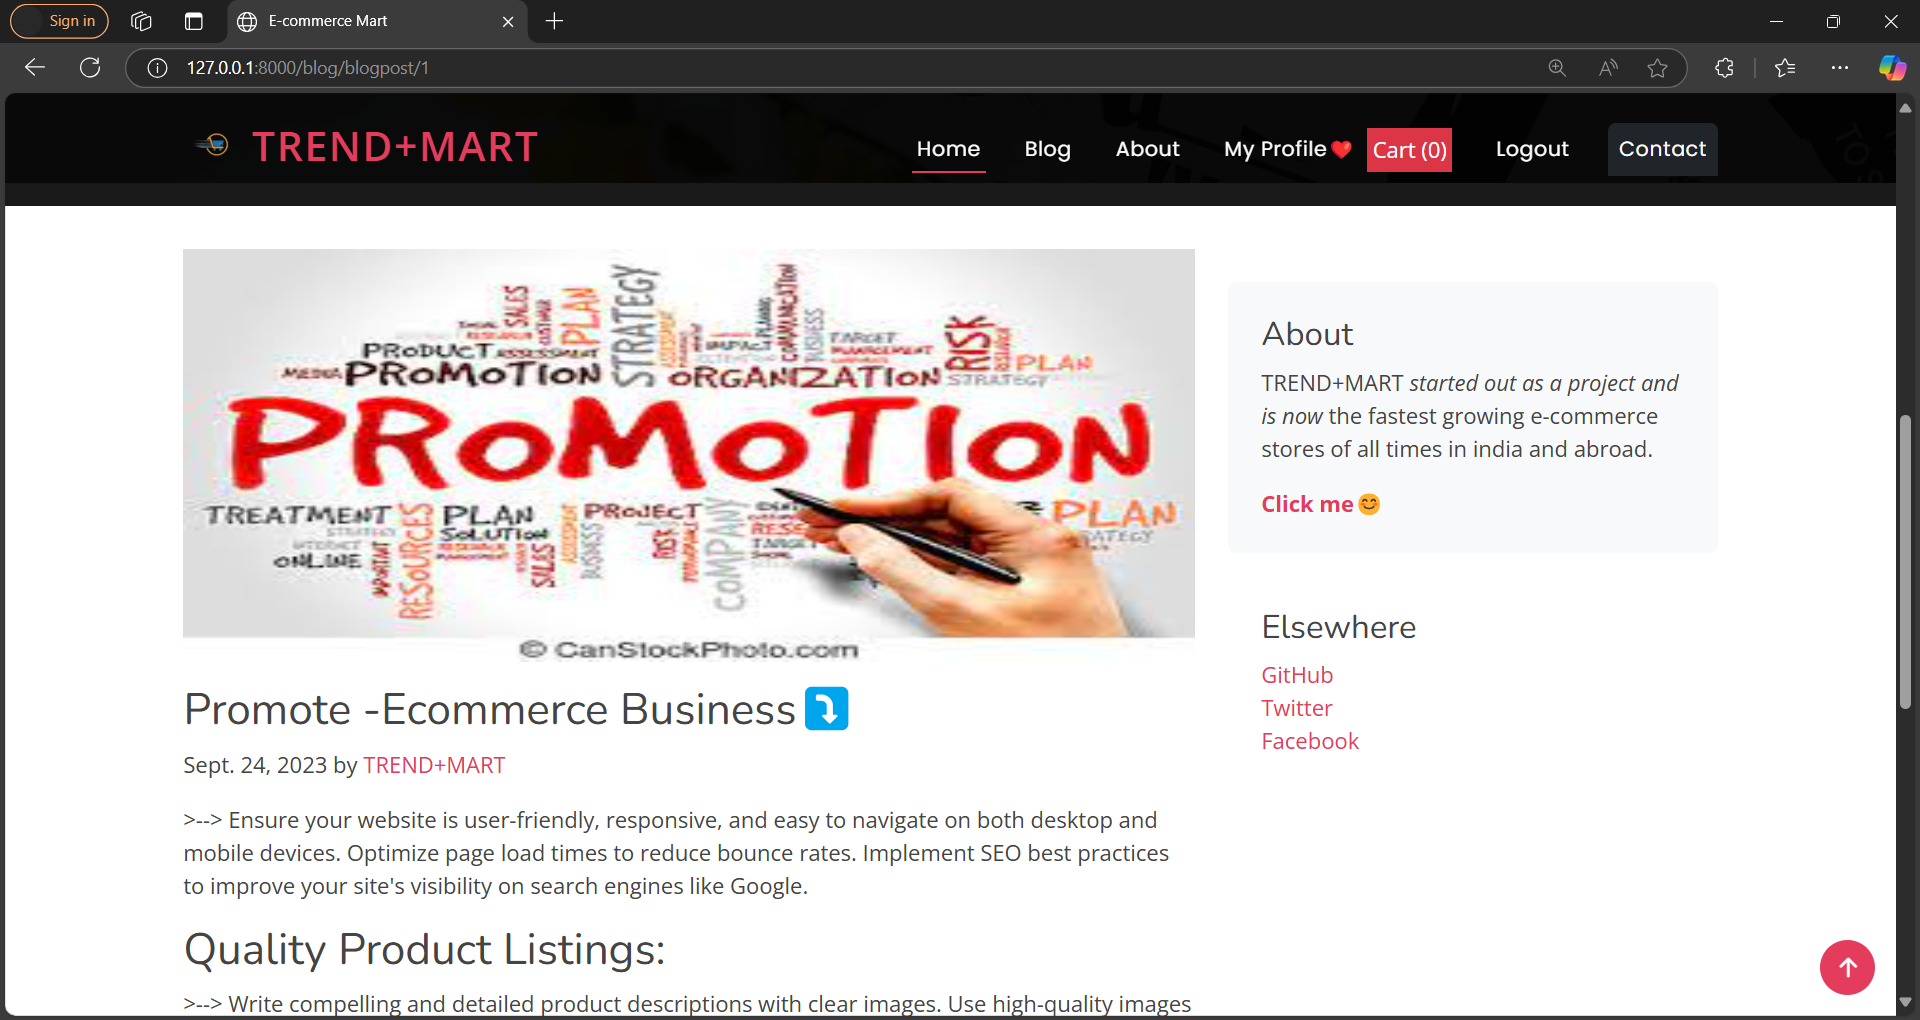 Sign in
E-commerce Mart
127.0.0.1:8000/blog/blogpost/1
TREND+MART
Home Blog About My Profile❤️ Cart (0) Logout Contact
STRATEGY
SALES
PLAN
COMMUNICATION
BUSINESS
TARGET
RISK
PLAN
PRODUCT ASSESSMENT
MANAGEMENT
MEDIA PROMOTION ORGANIZATION STRATEGY
PROMOTION
TREATMENT PLAN PROJECT PLAN
SOLUTION
RESOURCES
ONLINE
SALES
BUSINESS
RISK
COMPANY
TARGET
© CanStockPhoto.com
Promote -Ecommerce Business ⤵️
Sept. 24, 2023 by TREND+MART
>--> Ensure your website is user-friendly, responsive, and easy to navigate on both desktop and
mobile devices. Optimize page load times to reduce bounce rates. Implement SEO best practices
to improve your site's visibility on search engines like Google.
Quality Product Listings:
>--> Write compelling and detailed product descriptions with clear images. Use high-quality images
About
TREND+MART started out as a project and
is now the fastest growing e-commerce
stores of all times in india and abroad.
Click me😊
Elsewhere
GitHub
Twitter
Facebook